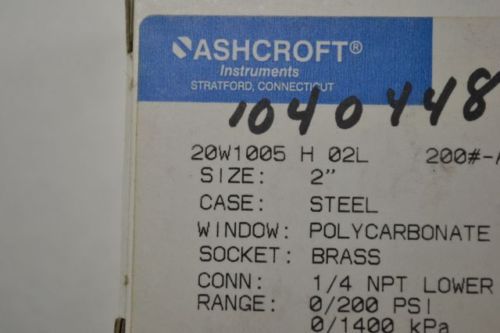 ASHCROFT®
Instruments
STRATFORD, CONNECTICUT
1040448
20W1005 H 02L 200#-
SIZE: 2"
CASE: STEEL
WINDOW: POLYCARBONATE
SOCKET: BRASS
CONN: 1/4 NPT LOWER
RANGE: 0/200 PSI
0/1400 kPa